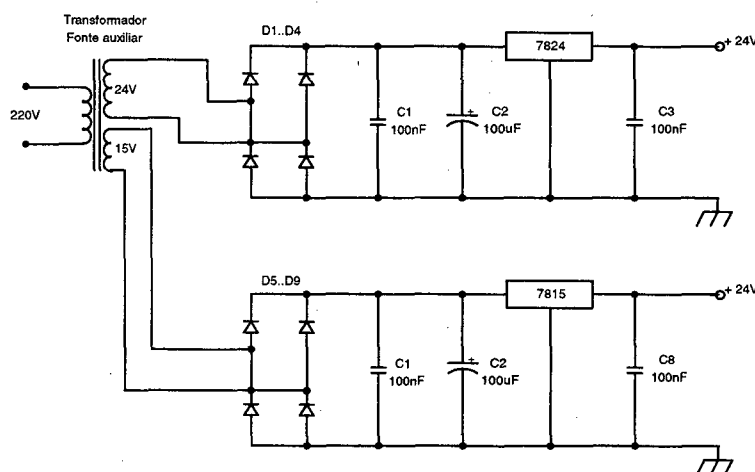 Transformador
Fonte auxiliar
D1..D4
7824
+ 24V
220V
24V
15V
C1
100nF
C2
+
100uF
C3
100nF
D5..D9
7815
+ 24V
C1
100nF
C2
+
100uF
C8
100nF